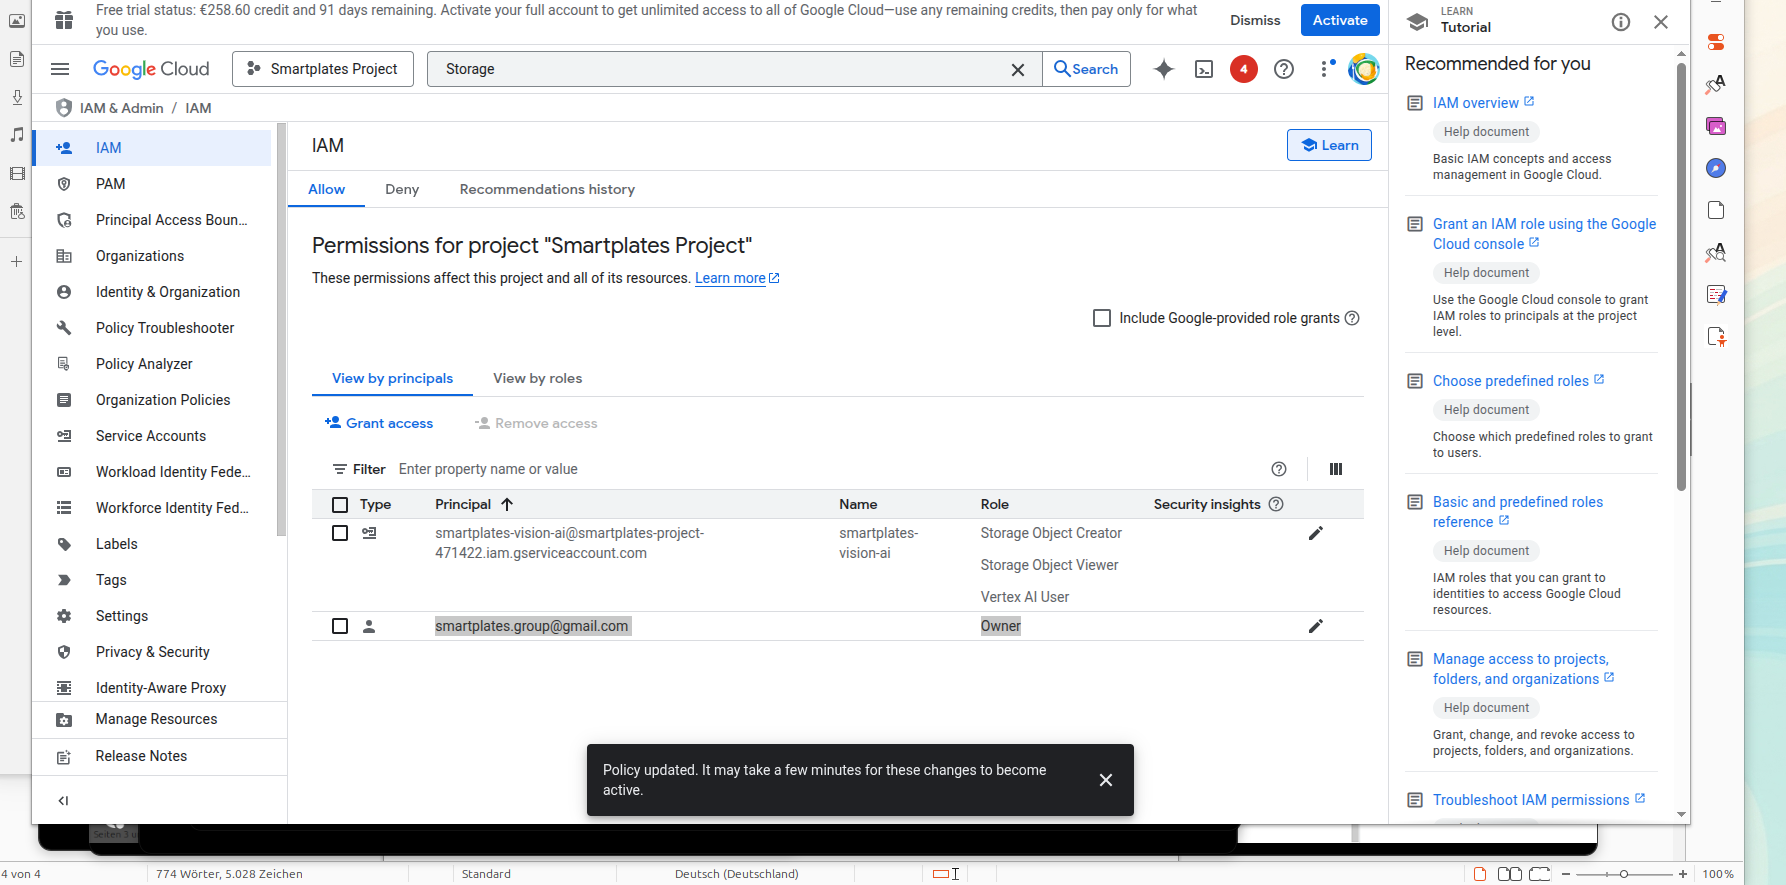 Free trial status: €258.60 credit and 91 days remaining. Activate your full account to get unlimited access to all of Google Cloud—use any remaining credits, then pay only for what
you use.
Dismiss
Activate
LEARN
Tutorial
Google Cloud
Smartplates Project
Storage
Search
4
IAM & Admin / IAM
IAM
PAM
Principal Access Boun...
Organizations
Identity & Organization
Policy Troubleshooter
Policy Analyzer
Organization Policies
Service Accounts
Workload Identity Fede...
Workforce Identity Fed...
Labels
Tags
Settings
Privacy & Security
Identity-Aware Proxy
Manage Resources
Release Notes
IAM
Learn
Allow
Deny
Recommendations history
Permissions for project "Smartplates Project"
These permissions affect this project and all of its resources. Learn more
Include Google-provided role grants
View by principals
View by roles
Grant access
Remove access
Filter Enter property name or value
Type Principal Name Role Security insights
smartplates-vision-ai@smartplates-project-
471422.iam.gserviceaccount.com
smartplates-
vision-ai
Storage Object Creator
Storage Object Viewer
Vertex AI User
smartplates.group@gmail.com Owner
Policy updated. It may take a few minutes for these changes to become
active.
Recommended for you
IAM overview
Help document
Basic IAM concepts and access
management in Google Cloud.
Grant an IAM role using the Google
Cloud console
Help document
Use the Google Cloud console to grant
IAM roles to principals at the project
level.
Choose predefined roles
Help document
Choose which predefined roles to grant
to users.
Basic and predefined roles
reference
Help document
IAM roles that you can grant to
identities to access Google Cloud
resources.
Manage access to projects,
folders, and organizations
Help document
Grant, change, and revoke access to
projects, folders, and organizations.
Troubleshoot IAM permissions
Seiten 3
4 von 4
774 Wörter, 5.028 Zeichen
Standard
Deutsch (Deutschland)
100%